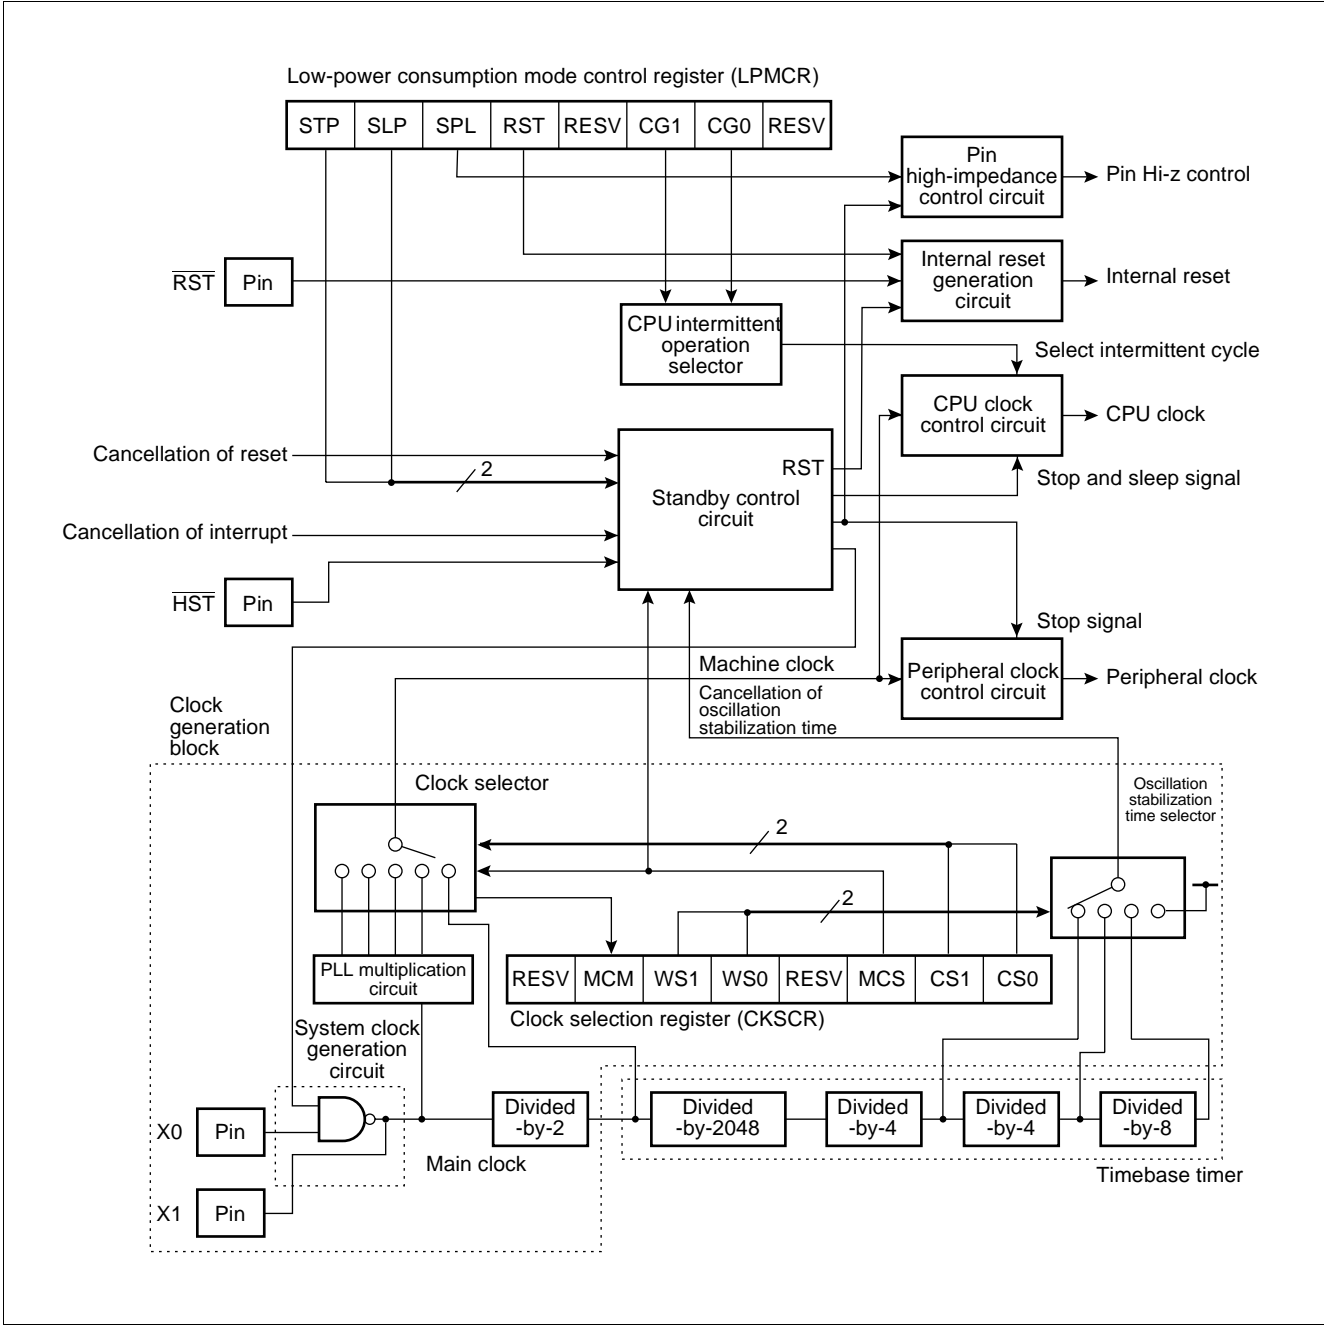 Low-power consumption mode control register (LPMCR)
STP SLP SPL RST RESV CG1 CG0 RESV
Pin
high-impedance
control circuit
Pin Hi-z control
RST
Pin
Internal reset
generation
circuit
Internal reset
CPU intermittent
operation
selector
Select intermittent cycle
CPU clock
control circuit
CPU clock
Cancellation of reset
2
RST
Standby control
circuit
Stop and sleep signal
Cancellation of interrupt
HST
Pin
Stop signal
Machine clock
Peripheral clock
control circuit
Peripheral clock
Cancellation of
oscillation
stabilization time
Clock
generation
block
Clock selector
Oscillation
stabilization
time selector
2
2
PLL multiplication
circuit
RESV MCM WS1 WS0 RESV MCS CS1 CS0
Clock selection register (CKSCR)
System clock
generation
circuit
X0
Pin
Divided
-by-2
Divided
-by-2048
Divided
-by-4
Divided
-by-4
Divided
-by-8
Main clock
Timebase timer
X1
Pin